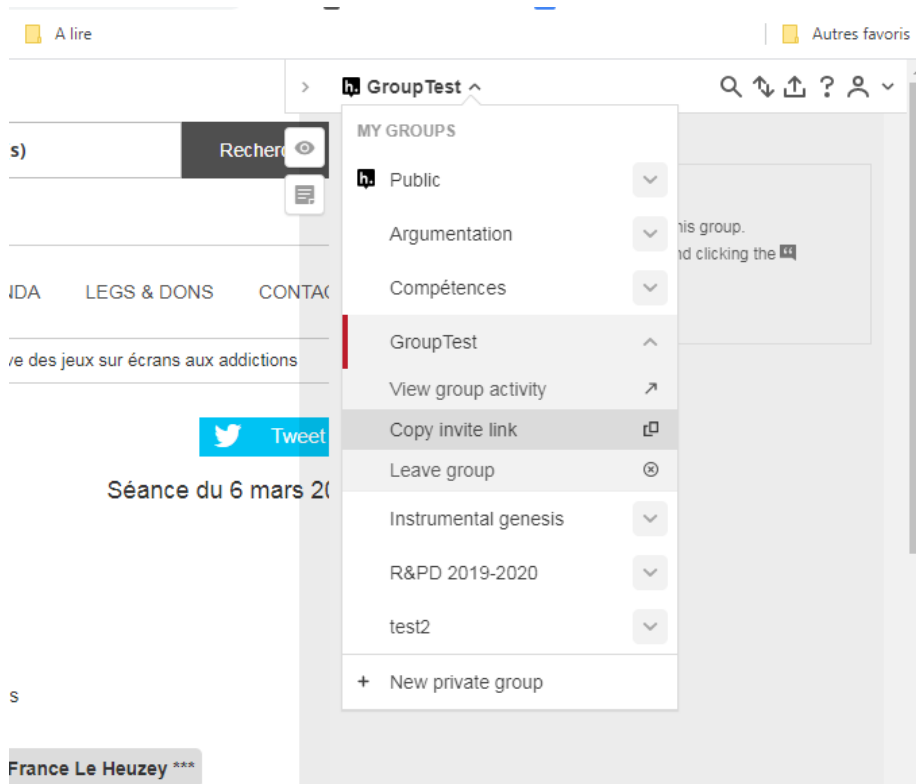 A lire
Autres favoris
h. GroupTest
?
MY GROUPS
s)
Recher
h. Public
Argumentation
his group.
nd clicking the
NDA LEGS & DONS CONTAC
Compétences
GroupTest
ve des jeux sur écrans aux addictions
View group activity
Tweet
Copy invite link
Leave group
Séance du 6 mars 20
Instrumental genesis
R&PD 2019-2020
test2
+ New private group
s
France Le Heuzey ***